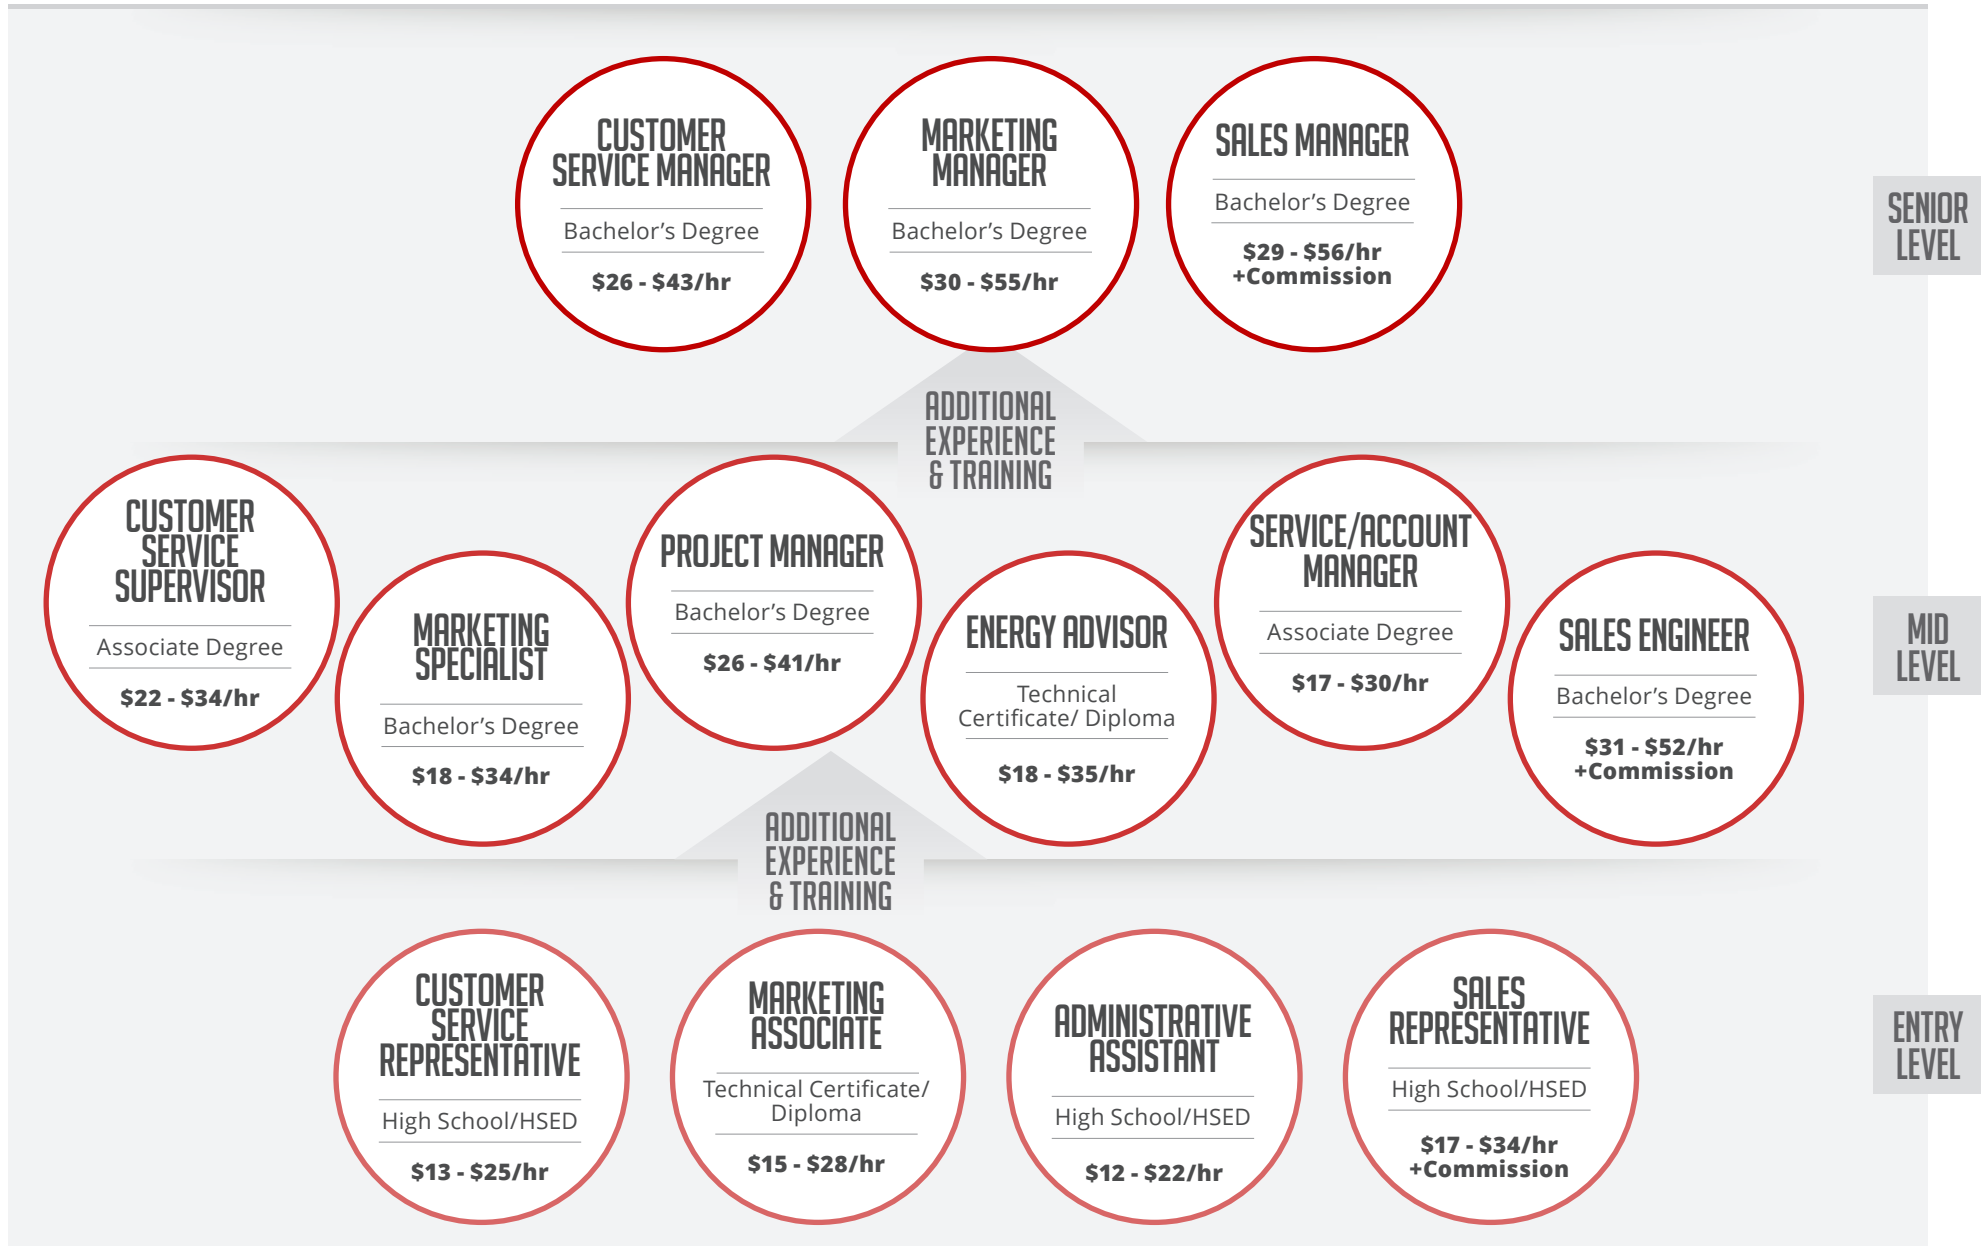 CUSTOMER
SERVICE MANAGER
Bachelor’s Degree
$26 - $43/hr
MARKETING
MANAGER
Bachelor’s Degree
$30 - $55/hr
SALES MANAGER
Bachelor’s Degree
$29 - $56/hr
+Commission
SENIOR
LEVEL
ADDITIONAL
EXPERIENCE
& TRAINING
CUSTOMER
SERVICE
SUPERVISOR
Associate Degree
$22 - $34/hr
MARKETING
SPECIALIST
Bachelor’s Degree
$18 - $34/hr
PROJECT MANAGER
Bachelor’s Degree
$26 - $41/hr
ENERGY ADVISOR
Technical
Certificate/ Diploma
$18 - $35/hr
SERVICE/ACCOUNT
MANAGER
Associate Degree
$17 - $30/hr
SALES ENGINEER
Bachelor’s Degree
$31 - $52/hr
+Commission
MID
LEVEL
ADDITIONAL
EXPERIENCE
& TRAINING
CUSTOMER
SERVICE
REPRESENTATIVE
High School/HSED
$13 - $25/hr
MARKETING
ASSOCIATE
Technical Certificate/
Diploma
$15 - $28/hr
ADMINISTRATIVE
ASSISTANT
High School/HSED
$12 - $22/hr
SALES
REPRESENTATIVE
High School/HSED
$17 - $34/hr
+Commission
ENTRY
LEVEL